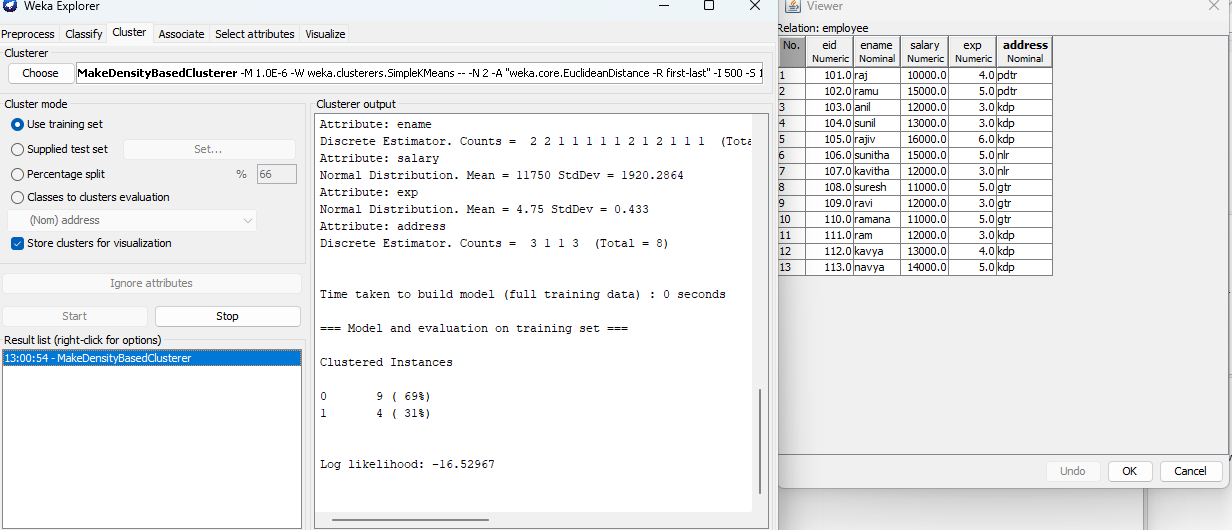 Weka Explorer
Preprocess Classify Cluster Associate Select attributes Visualize
Clusterer
Choose MakeDensityBasedClusterer -M 1.0E-6 -W weka.clusterers.SimpleKMeans -- -N 2 -A "weka.core.EuclideanDistance -R first-last" -I 500 -S 1
Cluster mode
Use training set
Supplied test set Set...
Percentage split % 66
Classes to clusters evaluation
(Nom) address
Store clusters for visualization
Ignore attributes
Start Stop
Result list (right-click for options)
13:00:54 - MakeDensityBasedClusterer
Clusterer output
Attribute: ename
Discrete Estimator. Counts = 2 2 1 1 1 1 1 2 1 2 1 1 1 (Tota
Attribute: salary
Normal Distribution. Mean = 11750 StdDev = 1920.2864
Attribute: exp
Normal Distribution. Mean = 4.75 StdDev = 0.433
Attribute: address
Discrete Estimator. Counts = 3 1 1 3 (Total = 8)
Time taken to build model (full training data) : 0 seconds
=== Model and evaluation on training set ===
Clustered Instances
0 9 ( 69%)
1 4 ( 31%)
Log likelihood: -16.52967
Viewer
Relation: employee
No. eid ename salary exp address
Numeric Nominal Numeric Numeric Nominal
1 101.0 raj 10000.0 4.0 pdtr
2 102.0 ramu 15000.0 5.0 pdtr
3 103.0 anil 12000.0 3.0 kdp
4 104.0 sunil 13000.0 3.0 kdp
5 105.0 rajiv 16000.0 6.0 kdp
6 106.0 sunitha 15000.0 5.0 nlr
7 107.0 kavitha 12000.0 3.0 nlr
8 108.0 suresh 11000.0 5.0 gtr
9 109.0 ravi 12000.0 3.0 gtr
10 110.0 ramana 11000.0 5.0 gtr
11 111.0 ram 12000.0 3.0 kdp
12 112.0 kavya 13000.0 4.0 kdp
13 113.0 navya 14000.0 5.0 kdp
Undo OK Cancel